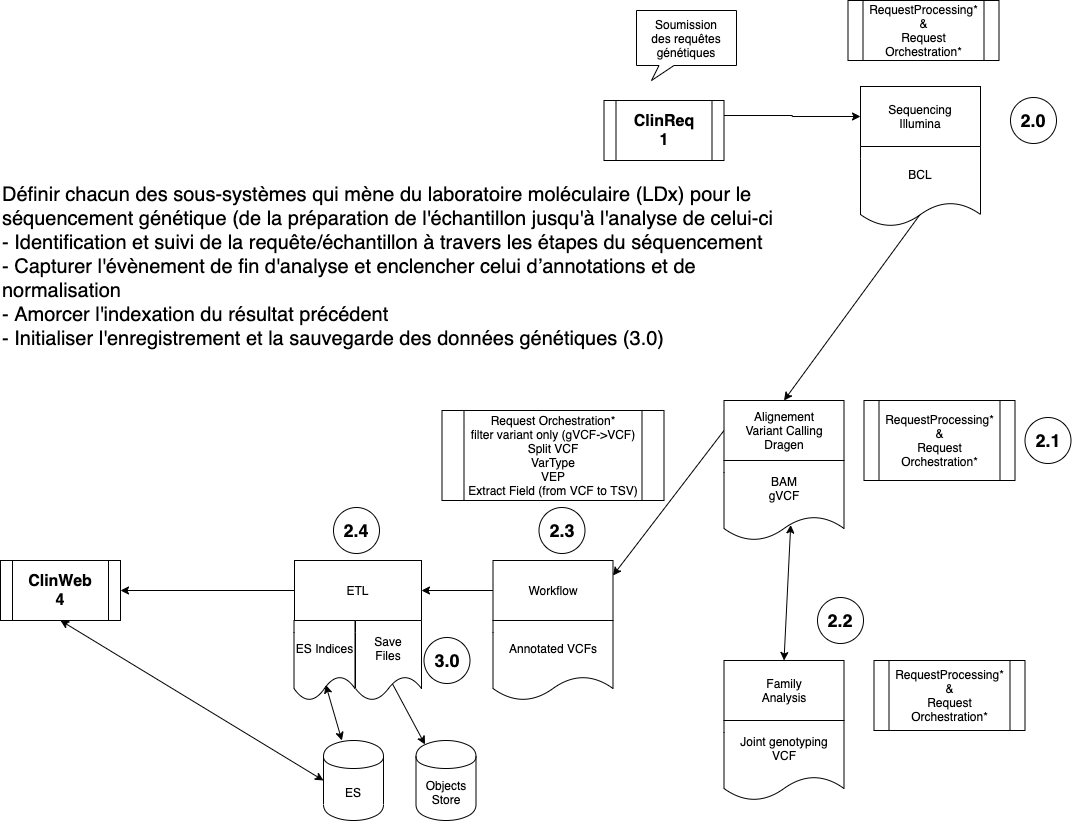 Soumission
des requêtes
génétiques
RequestProcessing*
&
Request
Orchestration*
ClinReq
1
Sequencing
Illumina
BCL
2.0
Définir chacun des sous-systèmes qui mène du laboratoire moléculaire (LDx) pour le
séquencement génétique (de la préparation de l'échantillon jusqu'à l'analyse de celui-ci
- Identification et suivi de la requête/échantillon à travers les étapes du séquencement
- Capturer l'évènement de fin d'analyse et enclencher celui d’annotations et de
normalisation
- Amorcer l'indexation du résultat précédent
- Initialiser l'enregistrement et la sauvegarde des données génétiques (3.0)
Request Orchestration*
filter variant only (gVCF->VCF)
Split VCF
VarType
VEP
Extract Field (from VCF to TSV)
Alignement
Variant Calling
Dragen
BAM
gVCF
RequestProcessing*
&
Request
Orchestration*
2.1
2.4
2.3
ClinWeb
4
ETL
ES Indices
Save
Files
3.0
Workflow
Annotated VCFs
2.2
Family
Analysis
Joint genotyping
VCF
RequestProcessing*
&
Request
Orchestration*
ES
Objects
Store